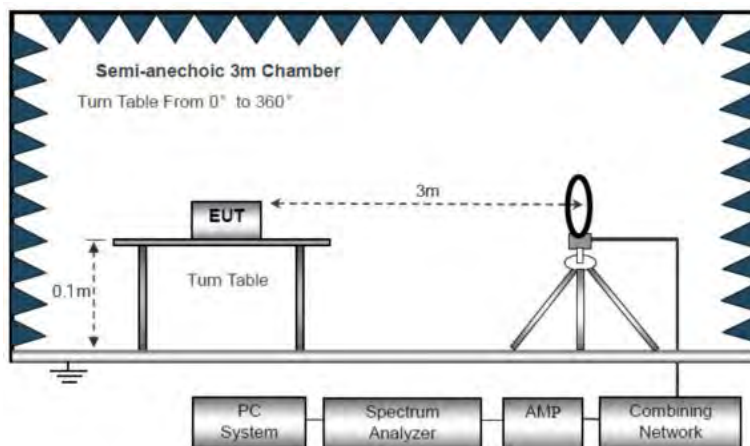 Semi-anechoic 3m Chamber
Turn Table From 0° to 360°
3m
EUT
0.1m
Turn Table
PC
System
Spectrum
Analyzer
AMP
Combining
Network